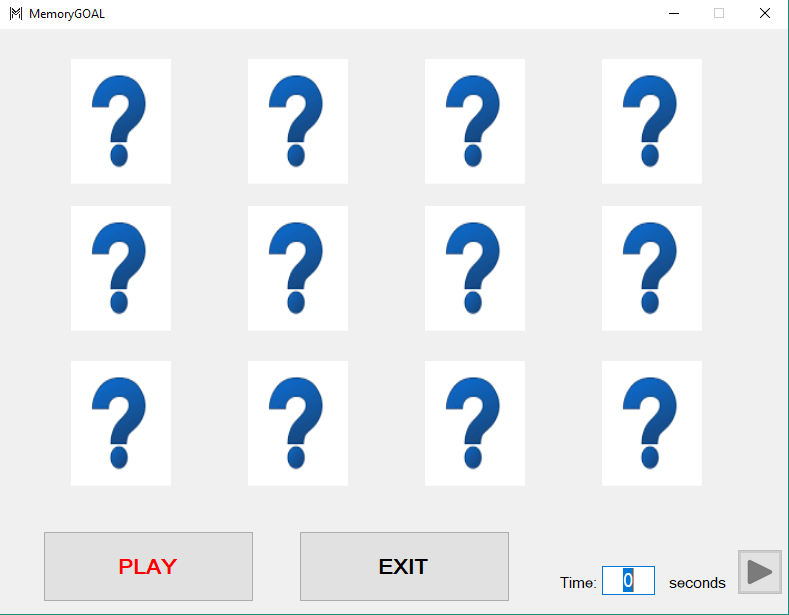 MemoryGOAL
? ? ? ?
? ? ? ?
? ? ? ?
PLAY EXIT
Time: 0 seconds